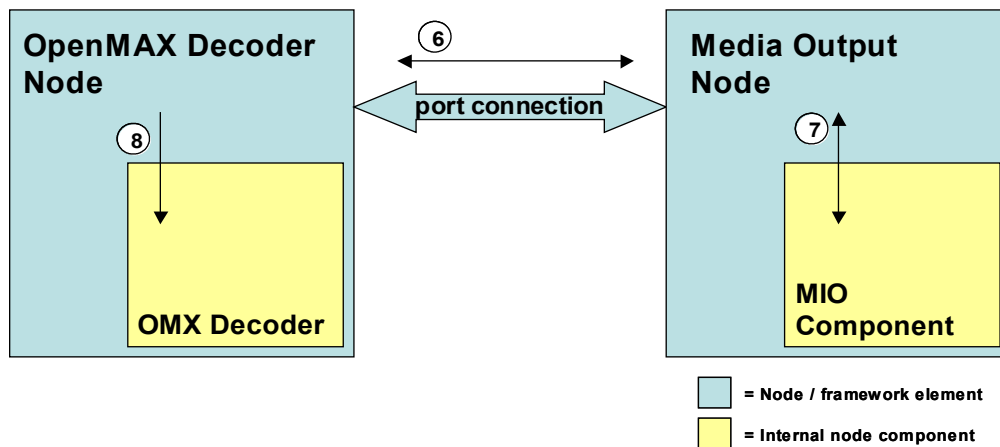 OpenMAX Decoder
Node
6
port connection
Media Output
Node
8
7
OMX Decoder
MIO
Component
= Node / framework element
= Internal node component